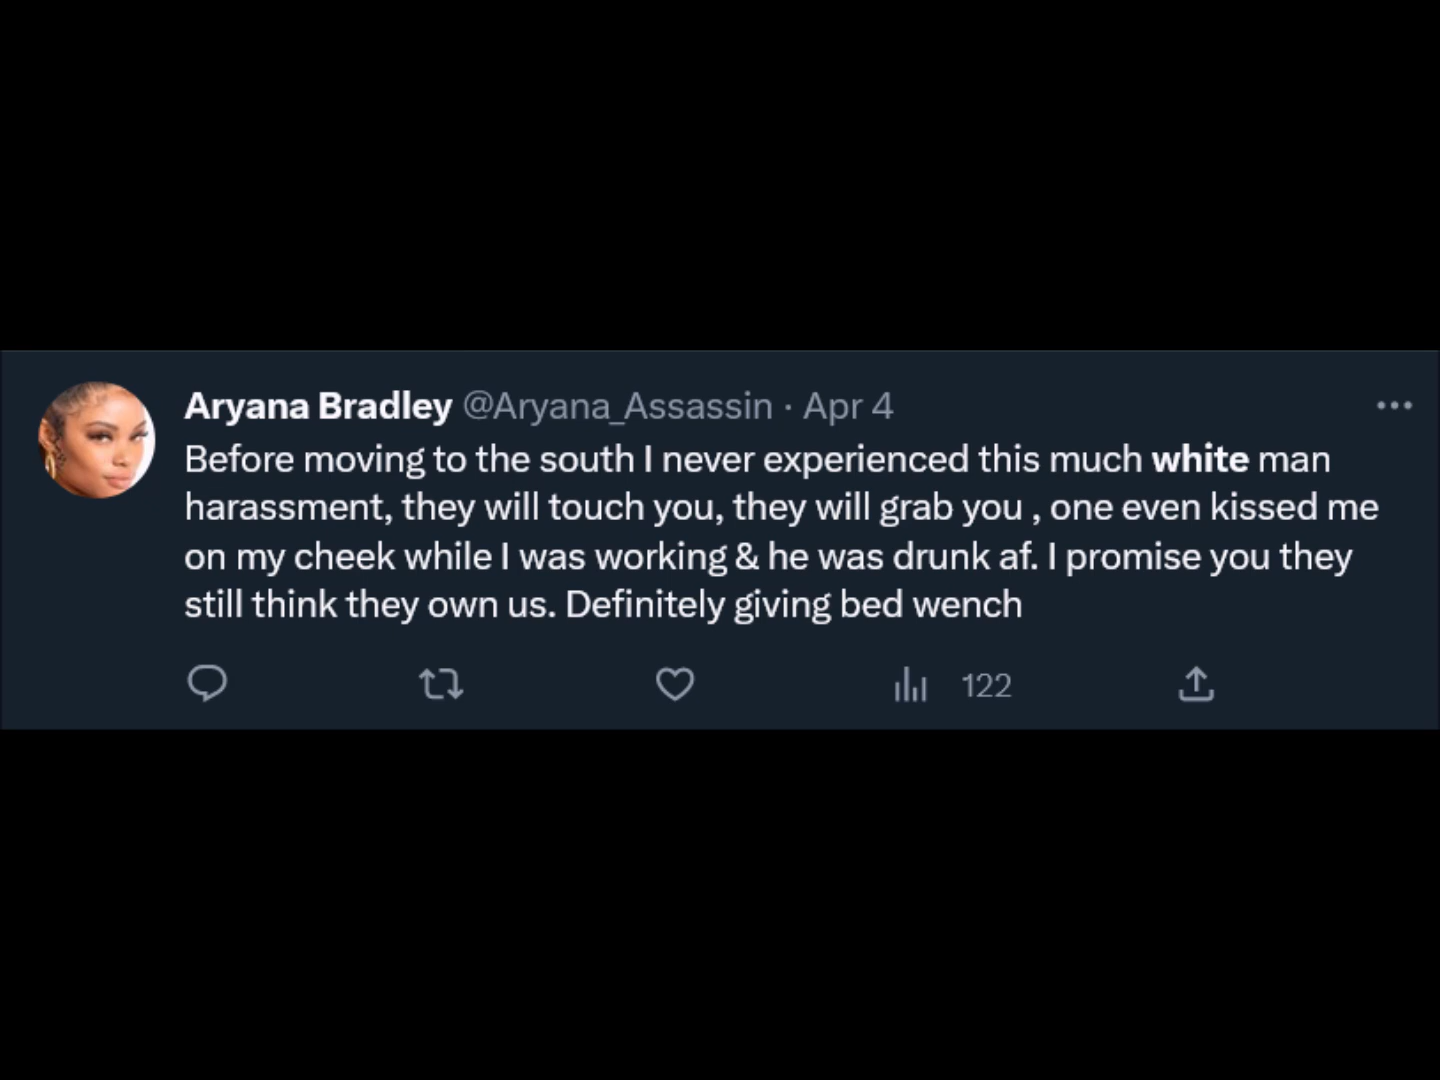 Aryana Bradley @Aryana_Assassin · Apr 4
Before moving to the south I never experienced this much white man
harassment, they will touch you, they will grab you , one even kissed me
on my cheek while I was working & he was drunk af. I promise you they
still think they own us. Definitely giving bed wench
122